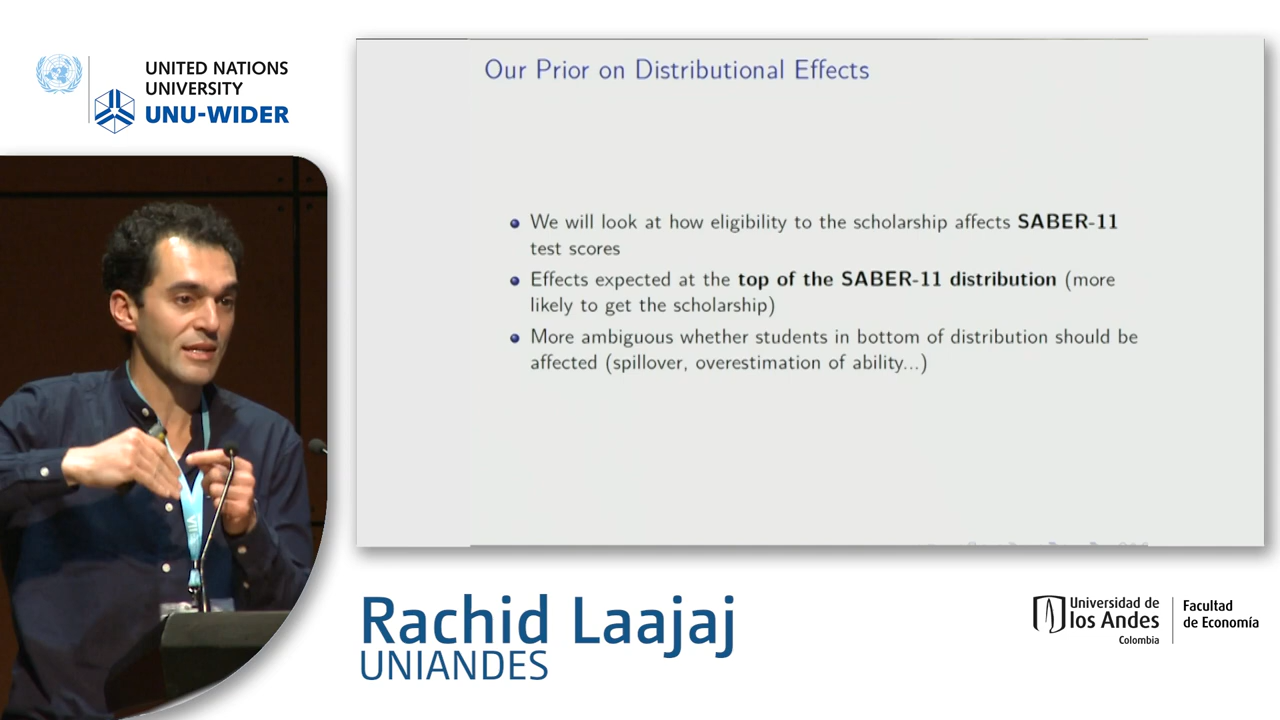 UNITED NATIONS
UNIVERSITY
UNU-WIDER
Our Prior on Distributional Effects
We will look at how eligibility to the scholarship affects SABER-11
test scores
Effects expected at the top of the SABER-11 distribution (more
likely to get the scholarship)
More ambiguous whether students in bottom of distribution should be
affected (spillover, overestimation of ability...)
Rachid Laajaj
UNIANDES
Universidad de
los Andes
Colombia
Facultad
de Economía